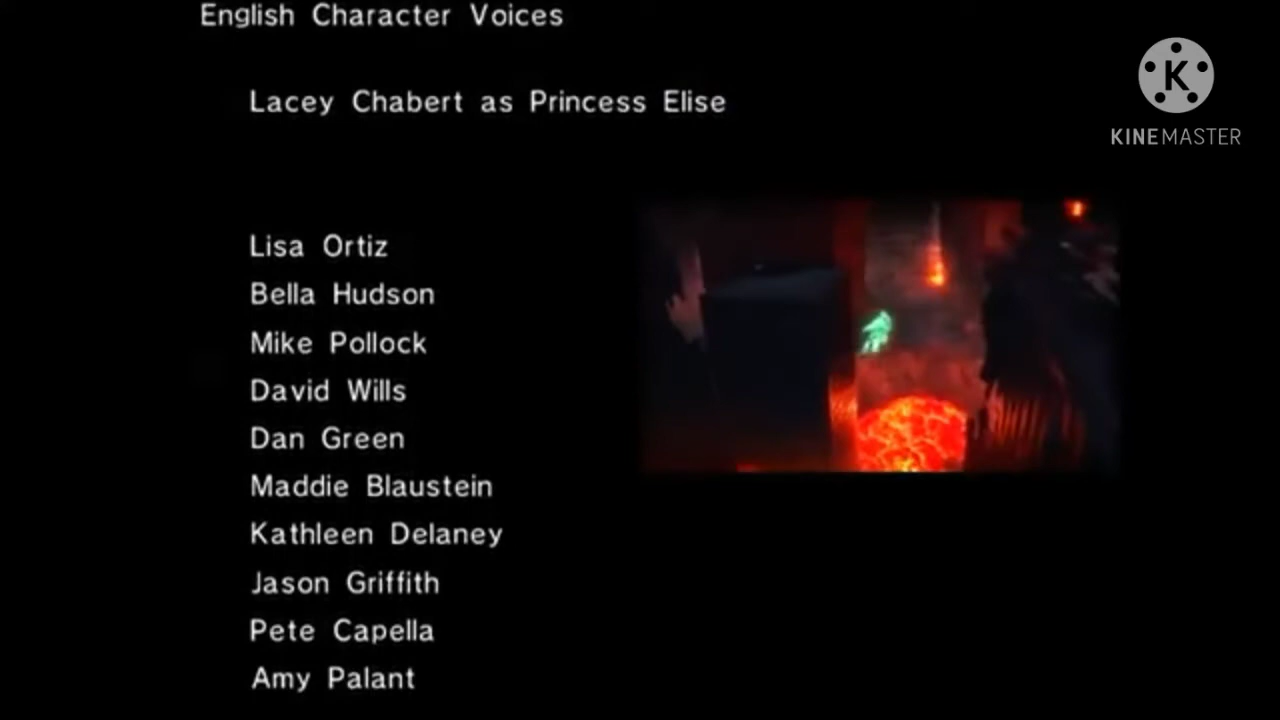 English Character Voices
Lacey Chabert as Princess Elise
KINEMASTER
Lisa Ortiz
Bella Hudson
Mike Pollock
David Wills
Dan Green
Maddie Blaustein
Kathleen Delaney
Jason Griffith
Pete Capella
Amy Palant